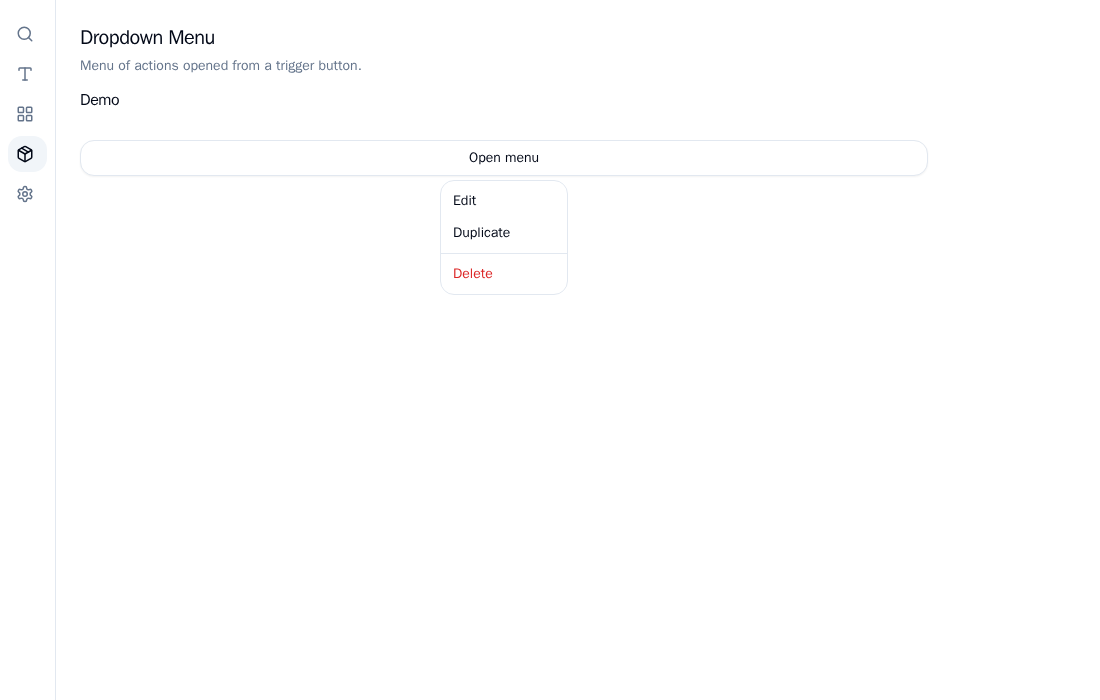 Dropdown Menu
Menu of actions opened from a trigger button.
Demo
Open menu
Edit
Duplicate
Delete